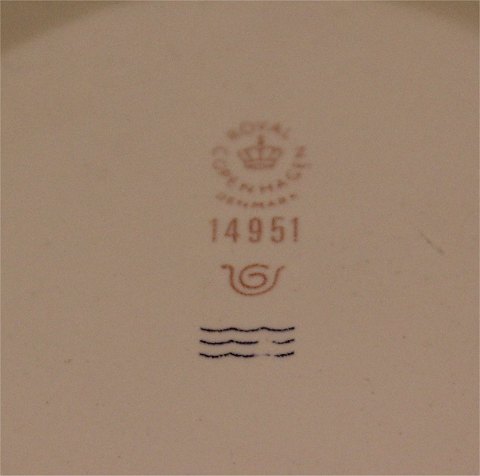 ROYAL
COPENHAGEN
DENMARK
14951